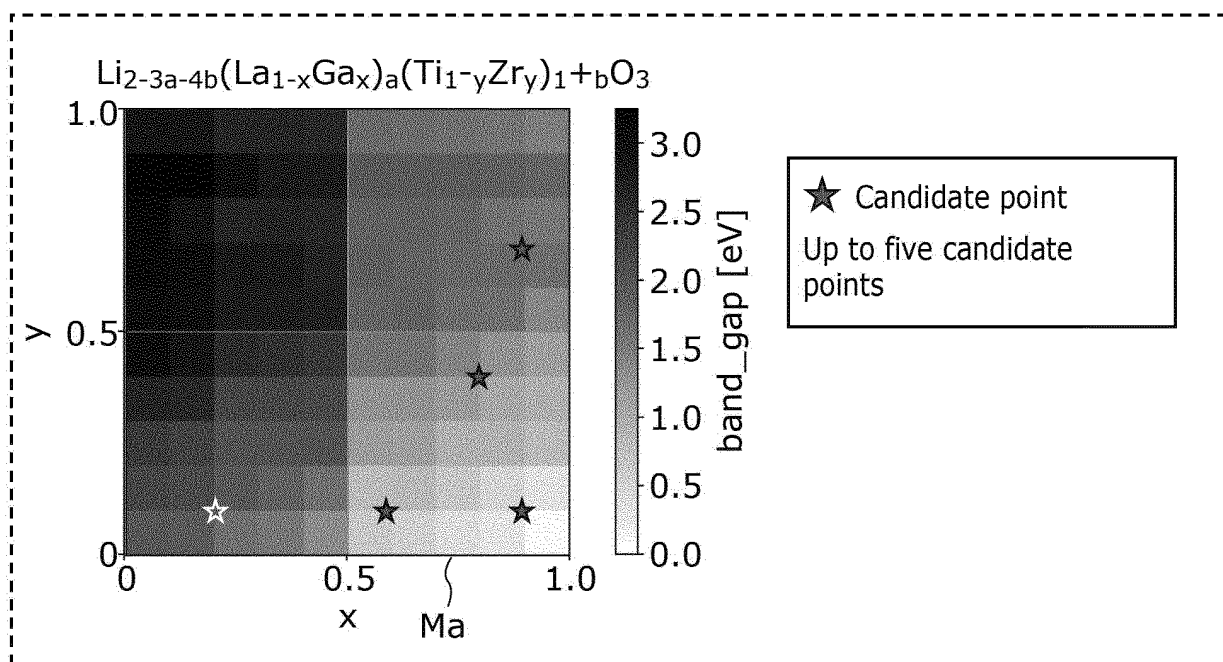 Li2-3a-4b(La1-xGax)a(Ti1-yZry)1+bO3
1.0
0.5
0
y
0
0.5
1.0
x
Ma
3.0
2.5
2.0
1.5
1.0
0.5
0.0
band_gap [eV]
Candidate point
Up to five candidate
points